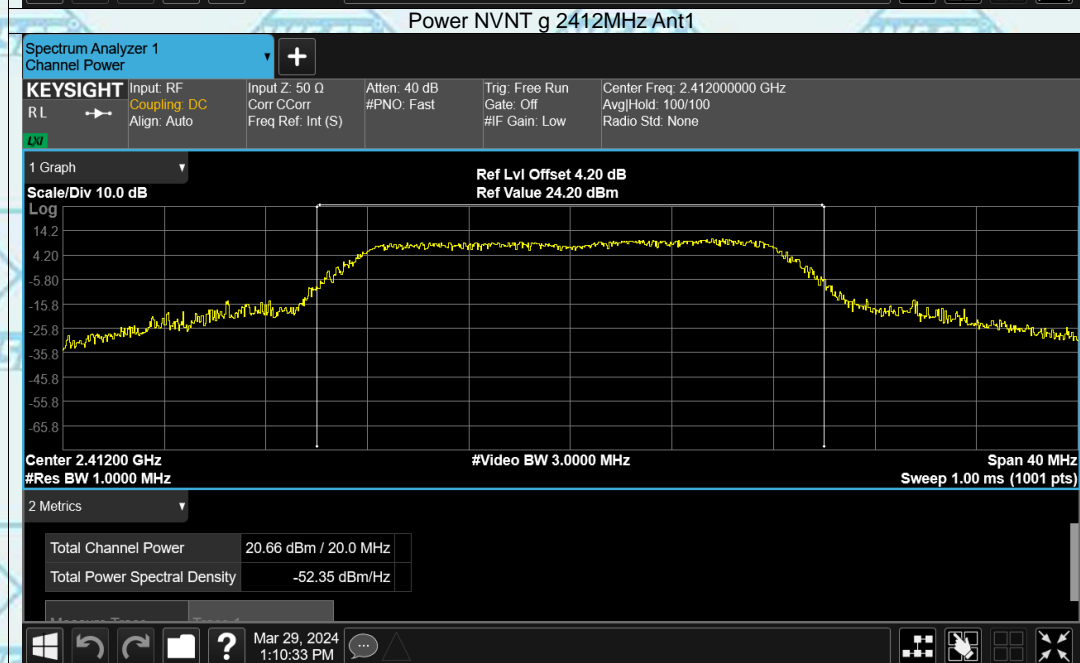 Power NVNT g 2412MHz Ant1
Spectrum Analyzer 1
Channel Power
KEYSIGHT
RL
LXI
Input: RF
Coupling: DC
Align: Auto
Input Z: 50 Ω
Corr CCorr
Freq Ref: Int (S)
Atten: 40 dB
#PNO: Fast
Trig: Free Run
Gate: Off
#IF Gain: Low
Center Freq: 2.412000000 GHz
Avg|Hold: 100/100
Radio Std: None
1 Graph
Scale/Div 10.0 dB
Ref Lvl Offset 4.20 dB
Ref Value 24.20 dBm
Log
14.2
4.20
-5.80
-15.8
-25.8
-35.8
-45.8
-55.8
-65.8
Center 2.41200 GHz
#Video BW 3.0000 MHz
Span 40 MHz
#Res BW 1.0000 MHz
Sweep 1.00 ms (1001 pts)
2 Metrics
Total Channel Power 20.66 dBm / 20.0 MHz
Total Power Spectral Density -52.35 dBm/Hz
?
Mar 29, 2024
1:10:33 PM